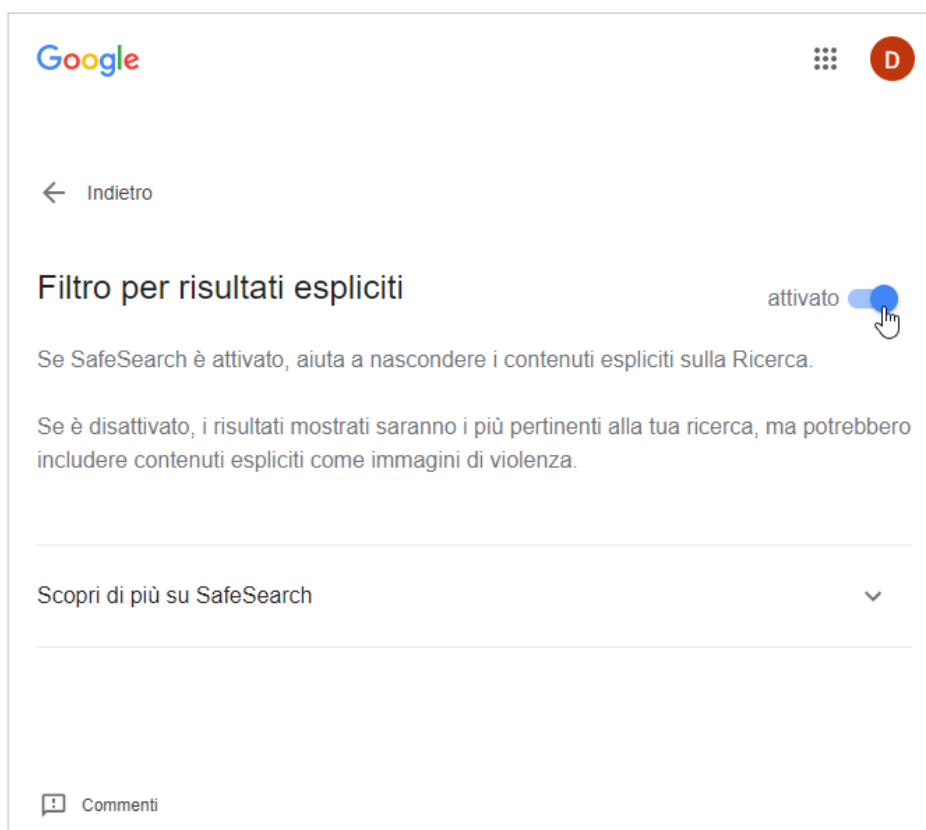 Google
D
Indietro
Filtro per risultati espliciti
attivato
Se SafeSearch è attivato, aiuta a nascondere i contenuti espliciti sulla Ricerca.
Se è disattivato, i risultati mostrati saranno i più pertinenti alla tua ricerca, ma potrebbero
includere contenuti espliciti come immagini di violenza.
Scopri di più su SafeSearch
Commenti